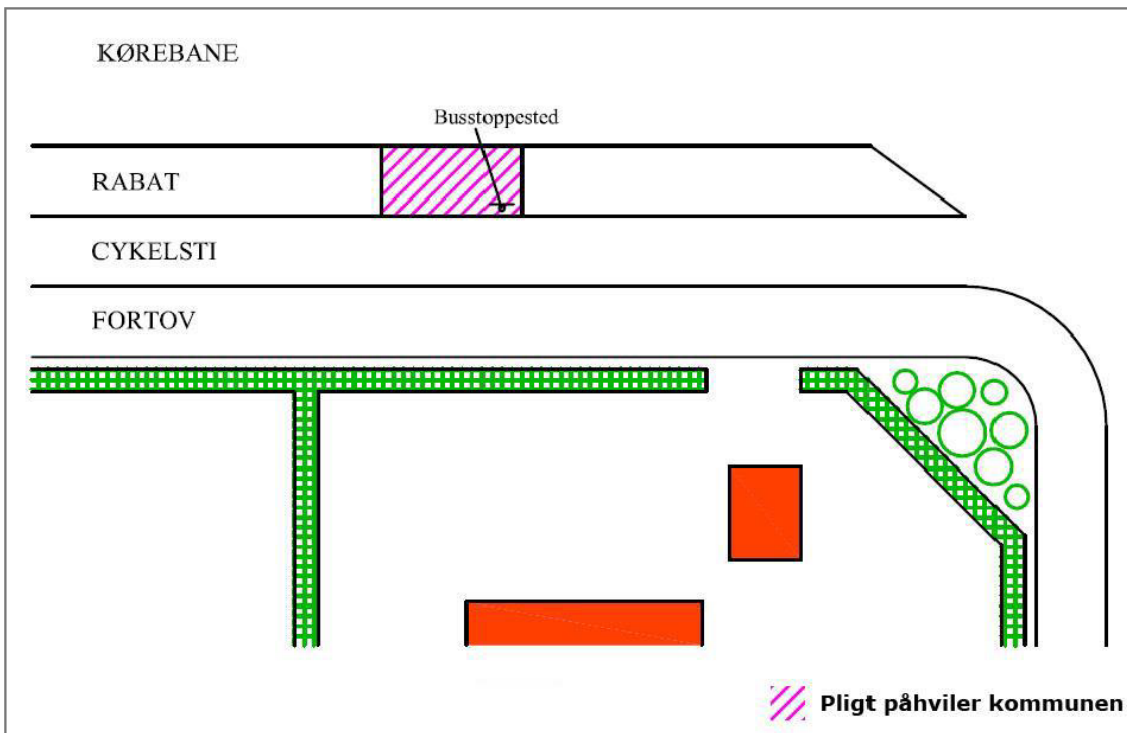 KØREBANE
Busstoppested
RABAT
CYKELSTI
FORTOV
Pligt påhviler kommunen